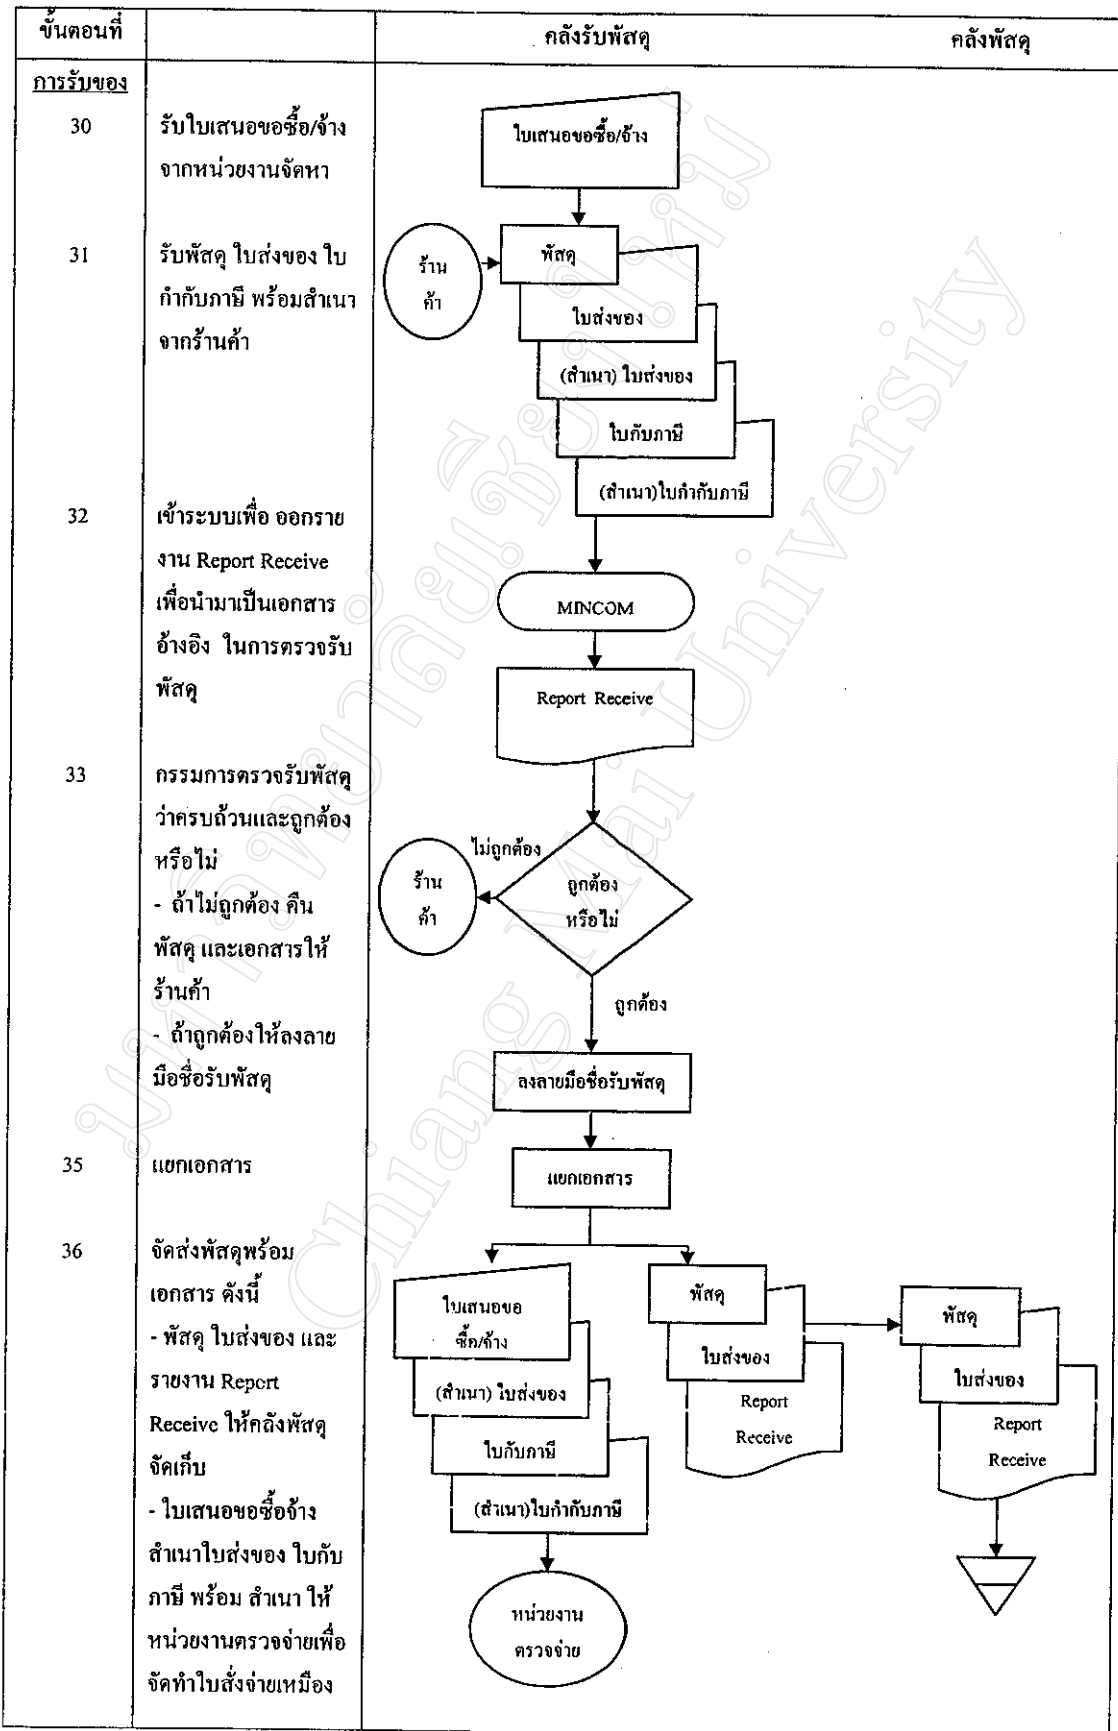 ขั้นตอนที่
คลังรับพัสดุ
คลังพัสดุ
การรับของ
30
รับใบเสนอขอซื้อ/จ้าง
จากหน่วยงานจัดหา
ใบเสนอขอซื้อ/จ้าง
31
รับพัสดุ ใบส่งของ ใบ
กำกับภาษี พร้อมสำเนา
จากร้านค้า
ร้าน
ค้า
พัสดุ
ใบส่งของ
(สำเนา) ใบส่งของ
ใบกับภาษี
(สำเนา)ใบกำกับภาษี
32
เข้าระบบเพื่อ ออกราย
งาน Report Receive
เพื่อนำมาเป็นเอกสาร
อ้างอิง ในการตรวจรับ
พัสดุ
MINCOM
Report Receive
33
กรรมการตรวจรับพัสดุ
ว่าครบถ้วนและถูกต้อง
หรือไม่
- ถ้าไม่ถูกต้อง คืน
พัสดุ และเอกสารให้
ร้านค้า
- ถ้าถูกต้องให้ลงลาย
มือชื่อรับพัสดุ
ไม่ถูกต้อง
ร้าน
ค้า
ถูกต้อง
หรือไม่
ถูกต้อง
ลงลายมือชื่อรับพัสดุ
35
แยกเอกสาร
แยกเอกสาร
36
จัดส่งพัสดุพร้อม
เอกสาร ดังนี้
- พัสดุ ใบส่งของ และ
รายงาน Report
Receive ให้คลังพัสดุ
จัดเก็บ
- ใบเสนอขอซื้อจ้าง
สำเนาใบส่งของ ใบกับ
ภาษี พร้อม สำเนา ให้
หน่วยงานตรวจจ่ายเพื่อ
จัดทำใบสั่งจ่ายเหมือง
ใบเสนอขอ
ซื้อ/จ้าง
(สำเนา) ใบส่งของ
ใบกับภาษี
(สำเนา)ใบกำกับภาษี
หน่วยงาน
ตรวจจ่าย
พัสดุ
ใบส่งของ
Report
Receive
พัสดุ
ใบส่งของ
Report
Receive
มหาวิทยาลัยเชียงใหม่
Chiang Mai University